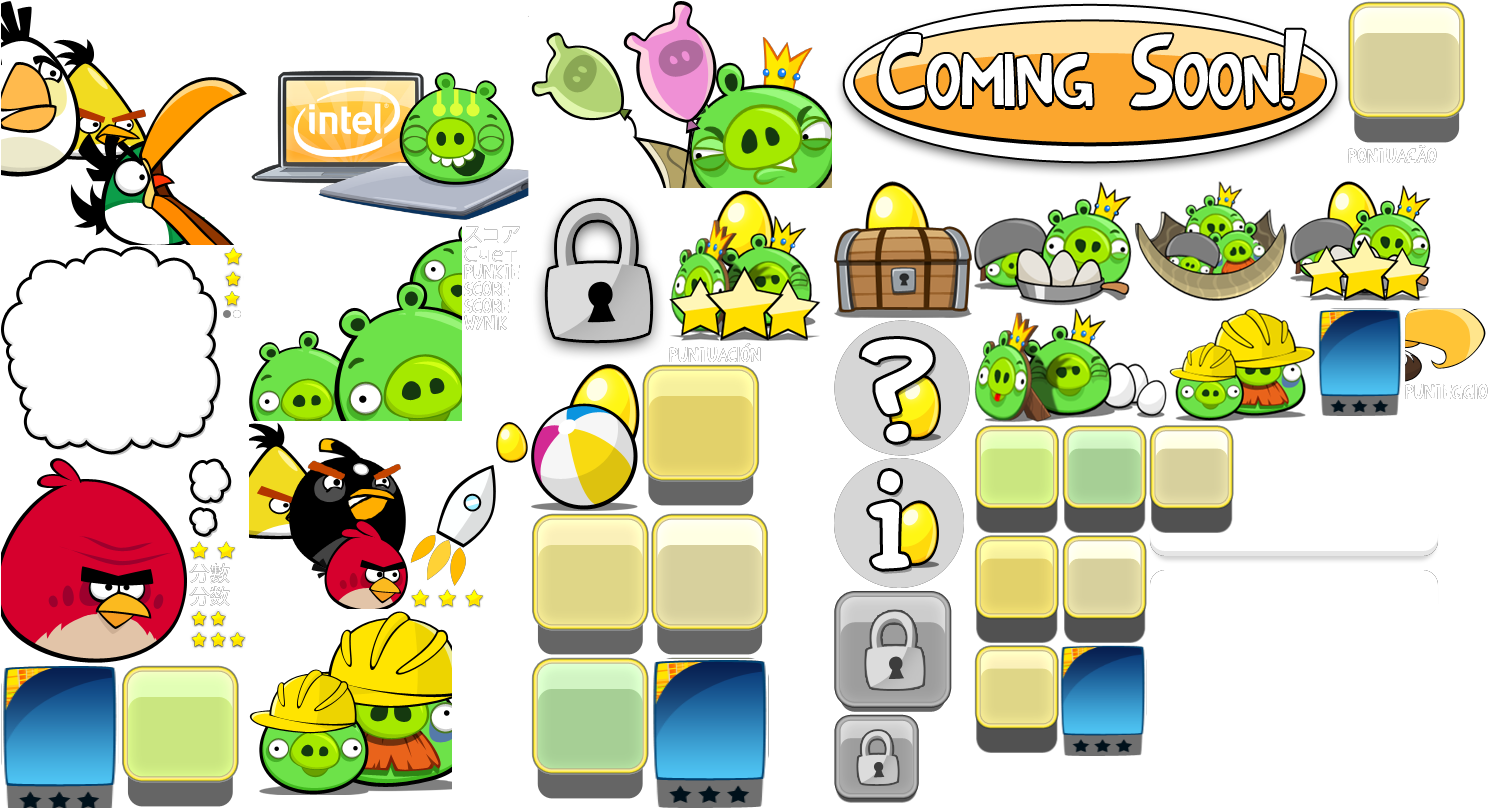 COMING SOON!
intel
PONTUAÇÃO
スコア
Счет
PUNKTE
SCORE
SCORE
WYNIK
PUNTUACIÓN
PUNTEGGIO
?
i
分數
分数